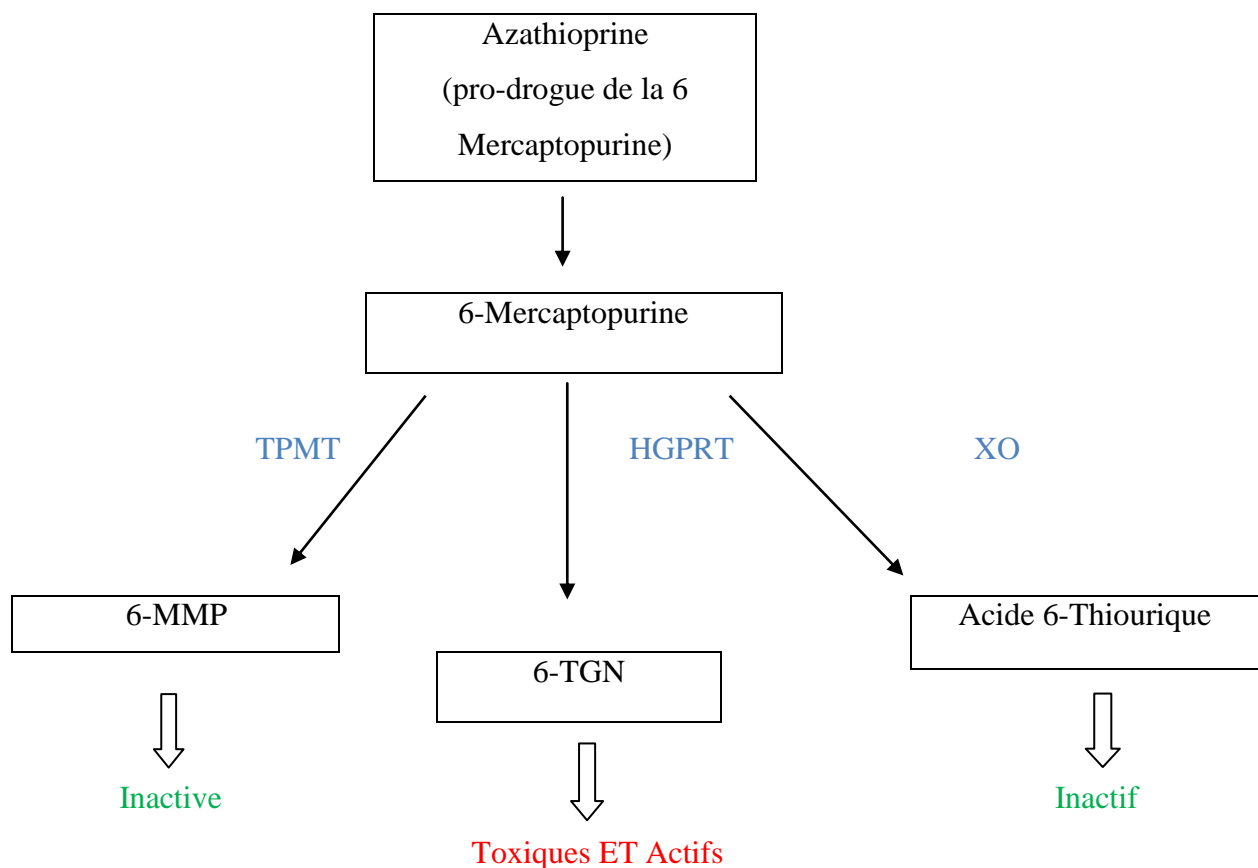 Azathioprine
(pro-drogue de la 6
Mercaptopurine)
6-Mercaptopurine
TPMT
HGPRT
XO
6-MMP
6-TGN
Acide 6-Thiourique
Inactive
Toxiques ET Actifs
Inactif